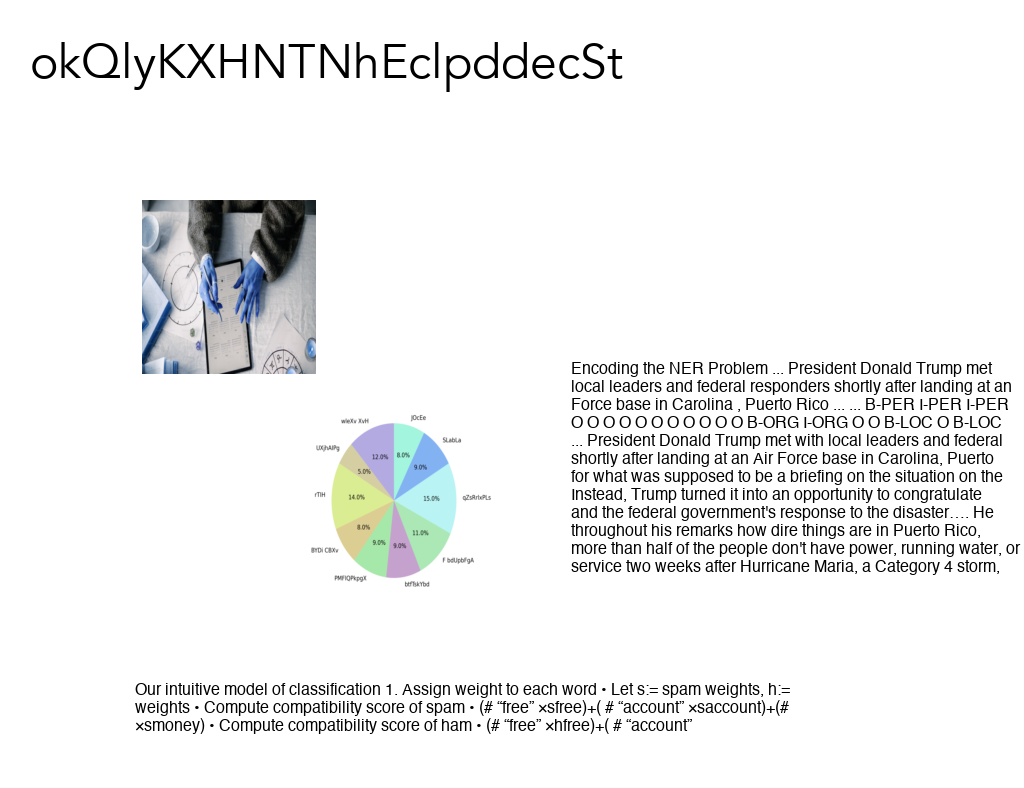 okQlyKXHNTNhEclpddecSt
Encoding the NER Problem ... President Donald Trump met
local leaders and federal responders shortly after landing at an
Force base in Carolina , Puerto Rico ... ... B-PER I-PER I-PER
O O O O O O O O O O O B-ORG I-ORG O O B-LOC O B-LOC
... President Donald Trump met with local leaders and federal
shortly after landing at an Air Force base in Carolina, Puerto
for what was supposed to be a briefing on the situation on the
Instead, Trump turned it into an opportunity to congratulate
and the federal government's response to the disaster…. He
throughout his remarks how dire things are in Puerto Rico,
more than half of the people don't have power, running water, or
service two weeks after Hurricane Maria, a Category 4 storm,
wleXv XvH
JDcEe
SLabLa
UXjhAlPg
12.0%
8.0%
9.0%
5.0%
rTlH
14.0%
15.0%
qZsRrlxPLs
8.0%
11.0%
BYDi CBXv
9.0%
9.0%
F bdUpbFgA
PMFlQPkpgX
btfTskYbd
Our intuitive model of classification 1. Assign weight to each word • Let s:= spam weights, h:=
weights • Compute compatibility score of spam • (# “free” ×sfree)+( # “account” ×saccount)+(#
×smoney) • Compute compatibility score of ham • (# “free” ×hfree)+( # “account”